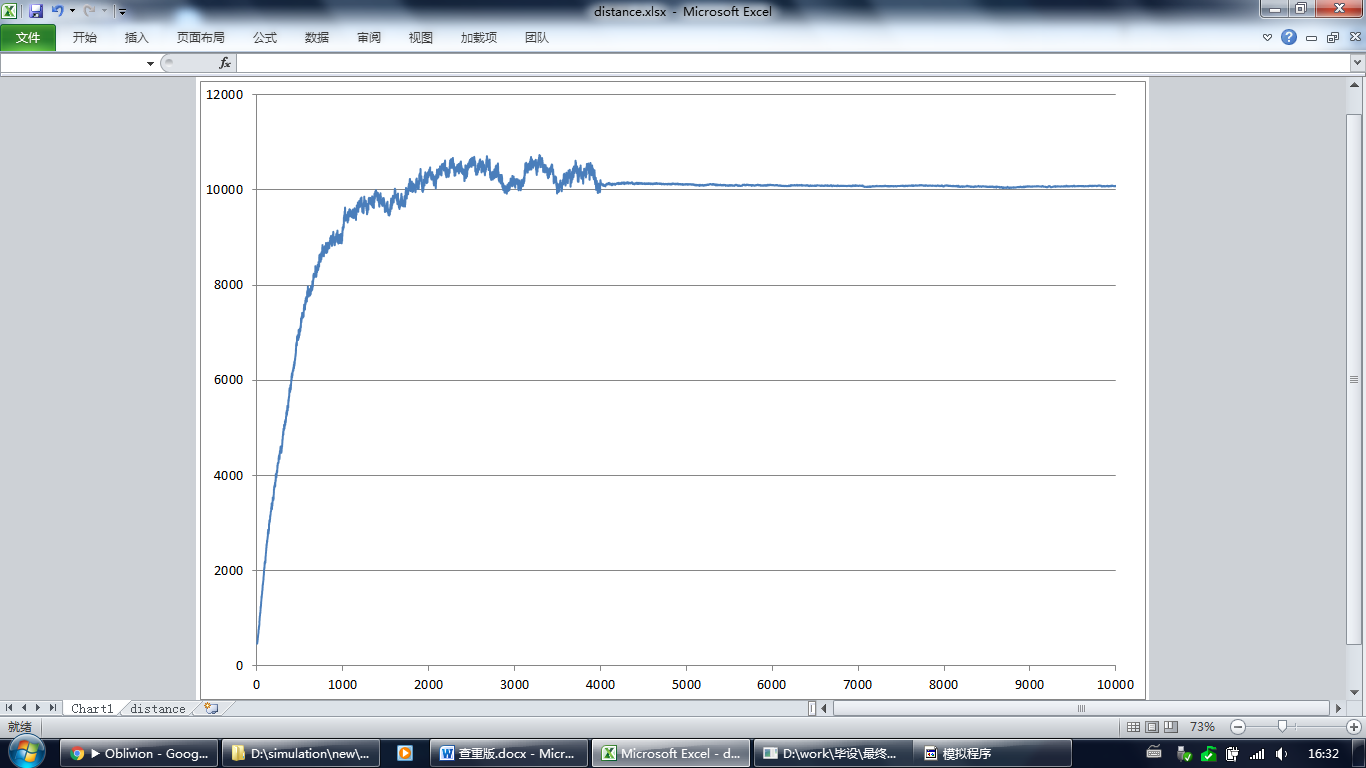 distance.xlsx - Microsoft Excel
文件 开始 插入 页面布局 公式 数据 审阅 视图 加载项 团队
fx
12000
10000
8000
6000
4000
2000
0
0 1000 2000 3000 4000 5000 6000 7000 8000 9000 10000
Chart1 distance
就绪 73%
Oblivion - Goog... D:\simulation\new\... 查重版.docx - Micr... Microsoft Excel - d... D:\work\毕设\最终... 模拟程序 16:32